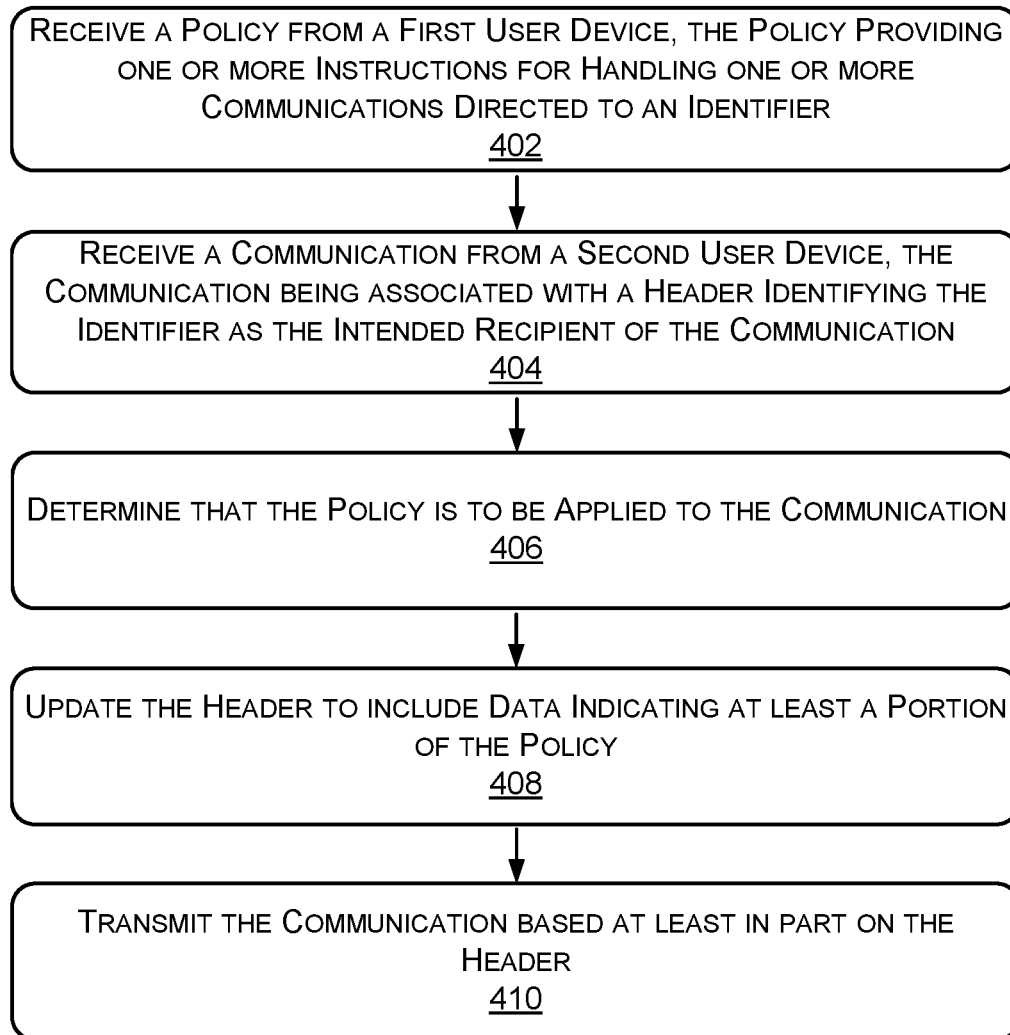 RECEIVE A POLICY FROM A FIRST USER DEVICE, THE POLICY PROVIDING
ONE OR MORE INSTRUCTIONS FOR HANDLING ONE OR MORE
COMMUNICATIONS DIRECTED TO AN IDENTIFIER
402
RECEIVE A COMMUNICATION FROM A SECOND USER DEVICE, THE
COMMUNICATION BEING ASSOCIATED WITH A HEADER IDENTIFYING THE
IDENTIFIER AS THE INTENDED RECIPIENT OF THE COMMUNICATION
404
DETERMINE THAT THE POLICY IS TO BE APPLIED TO THE COMMUNICATION
406
UPDATE THE HEADER TO INCLUDE DATA INDICATING AT LEAST A PORTION
OF THE POLICY
408
TRANSMIT THE COMMUNICATION BASED AT LEAST IN PART ON THE
HEADER
410